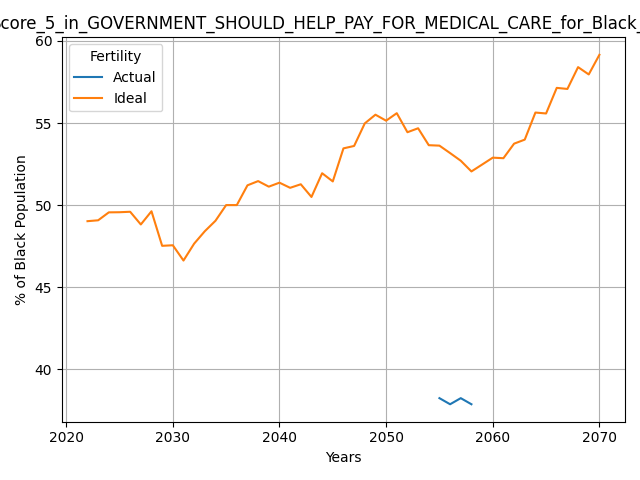 core_5_in_GOVERNMENT_SHOULD_HELP_PAY_FOR_MEDICAL_CARE_for_Black_
60
55
50
45
40
% of Black Population
Fertility
Actual
Ideal
2020 2030 2040 2050 2060 2070
Years